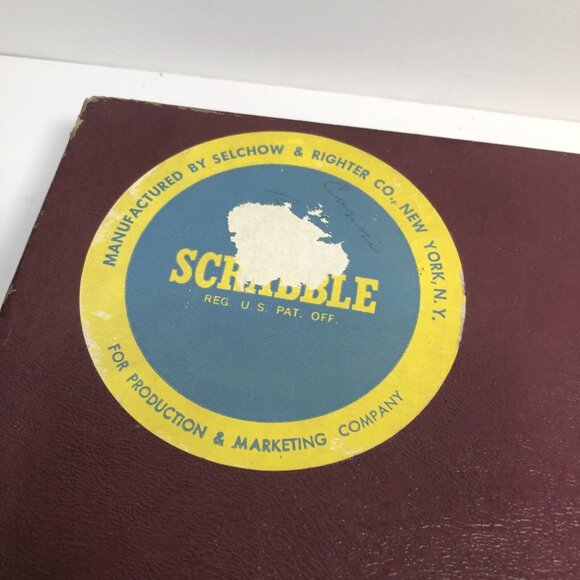 MANUFACTURED BY SELCHOW & RIGHTER CO., NEW YORK, N.Y.
SCRABBLE
REG. U.S. PAT. OFF.
FOR PRODUCTION & MARKETING COMPANY